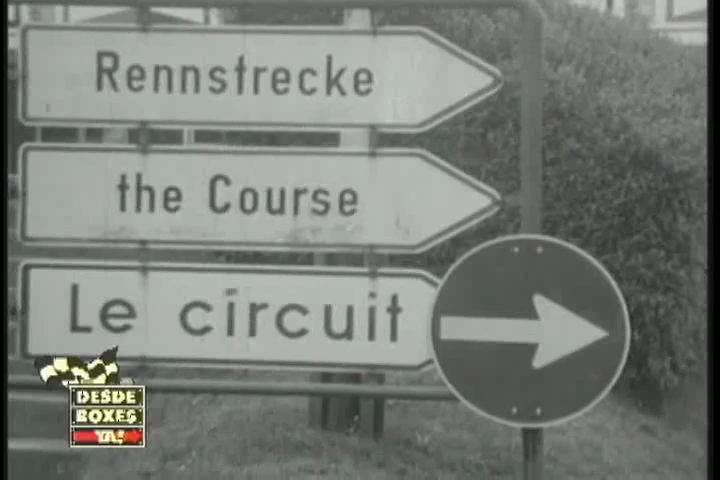 Rennstrecke
the Course
Le circuit
DESDE
BOXES
YA!